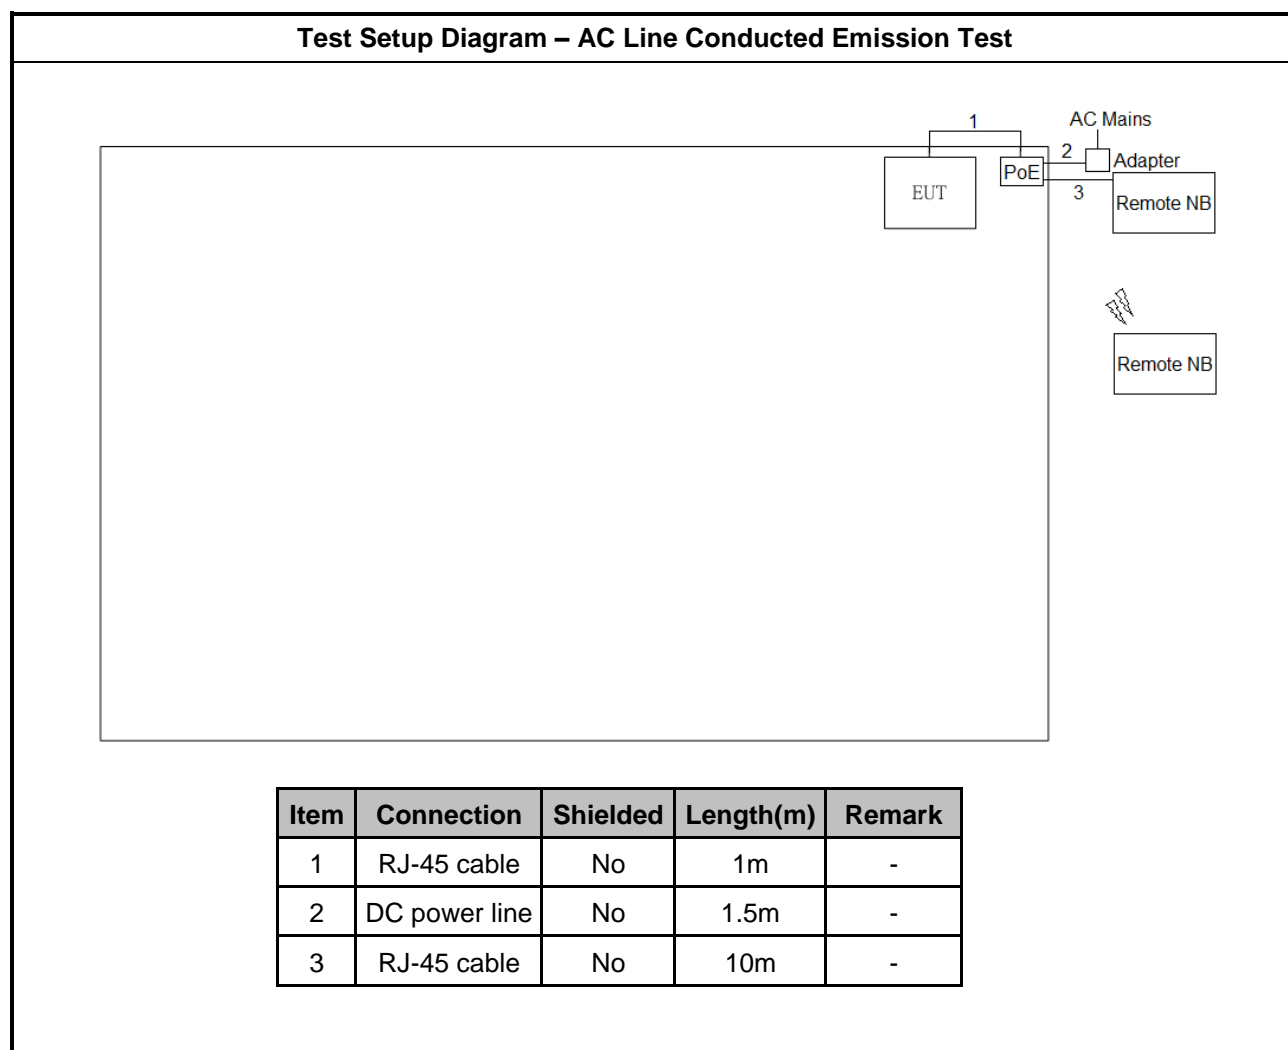 Test Setup Diagram – AC Line Conducted Emission Test
1
AC Mains
2
Adapter
PoE
EUT
3
Remote NB
Remote NB
Item Connection Shielded Length(m) Remark
1 RJ-45 cable No 1m -
2 DC power line No 1.5m -
3 RJ-45 cable No 10m -